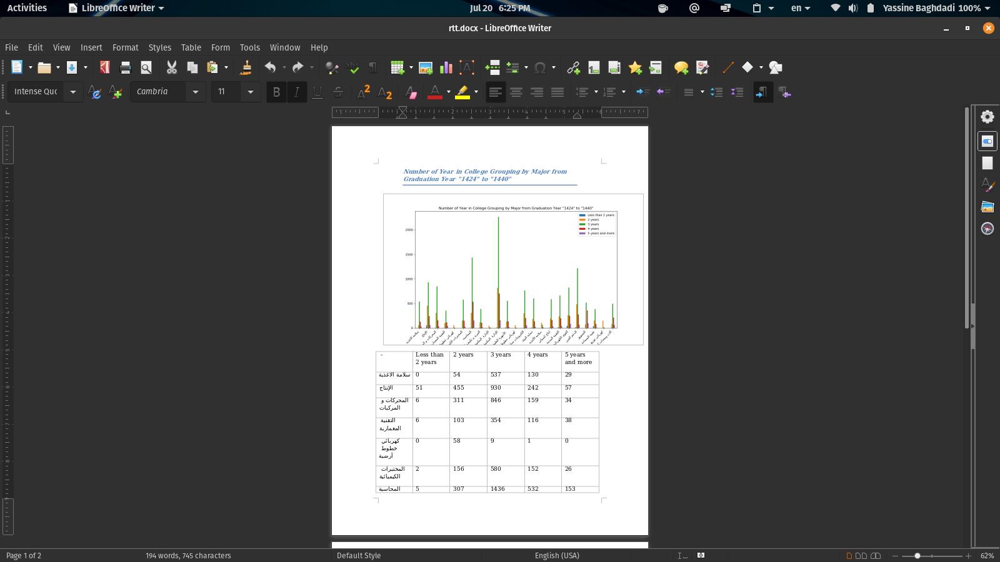 Activities
LibreOffice Writer
Jul 20 6:25 PM
en
Yassine Baghdadi 100%
rtt.docx - LibreOffice Writer
File Edit View Insert Format Styles Table Form Tools Window Help
Intense Quo
Cambria
11
Number of Year in College Grouping by Major from
Graduation Year "1424" to "1440"
Number of Year in College Grouping by Major from Graduation Year "1424" to "1440"
Less than 2 years
2 years
3 years
4 years
5 years and more
2000
1500
1000
500
0
- Less than 2 years 2 years 3 years 4 years 5 years and more
سلامة الاغذية 0 54 537 130 29
الإنتاج 51 455 930 242 57
المحركات و المركبات 6 311 846 159 34
التقنية المعمارية 6 103 354 116 38
كهربائي خطوط أرضية 0 58 9 1 0
المختبرات الكيميائية 2 156 580 152 26
المحاسبة 5 307 1436 532 153
Page 1 of 2
194 words, 745 characters
Default Style
English (USA)
62%